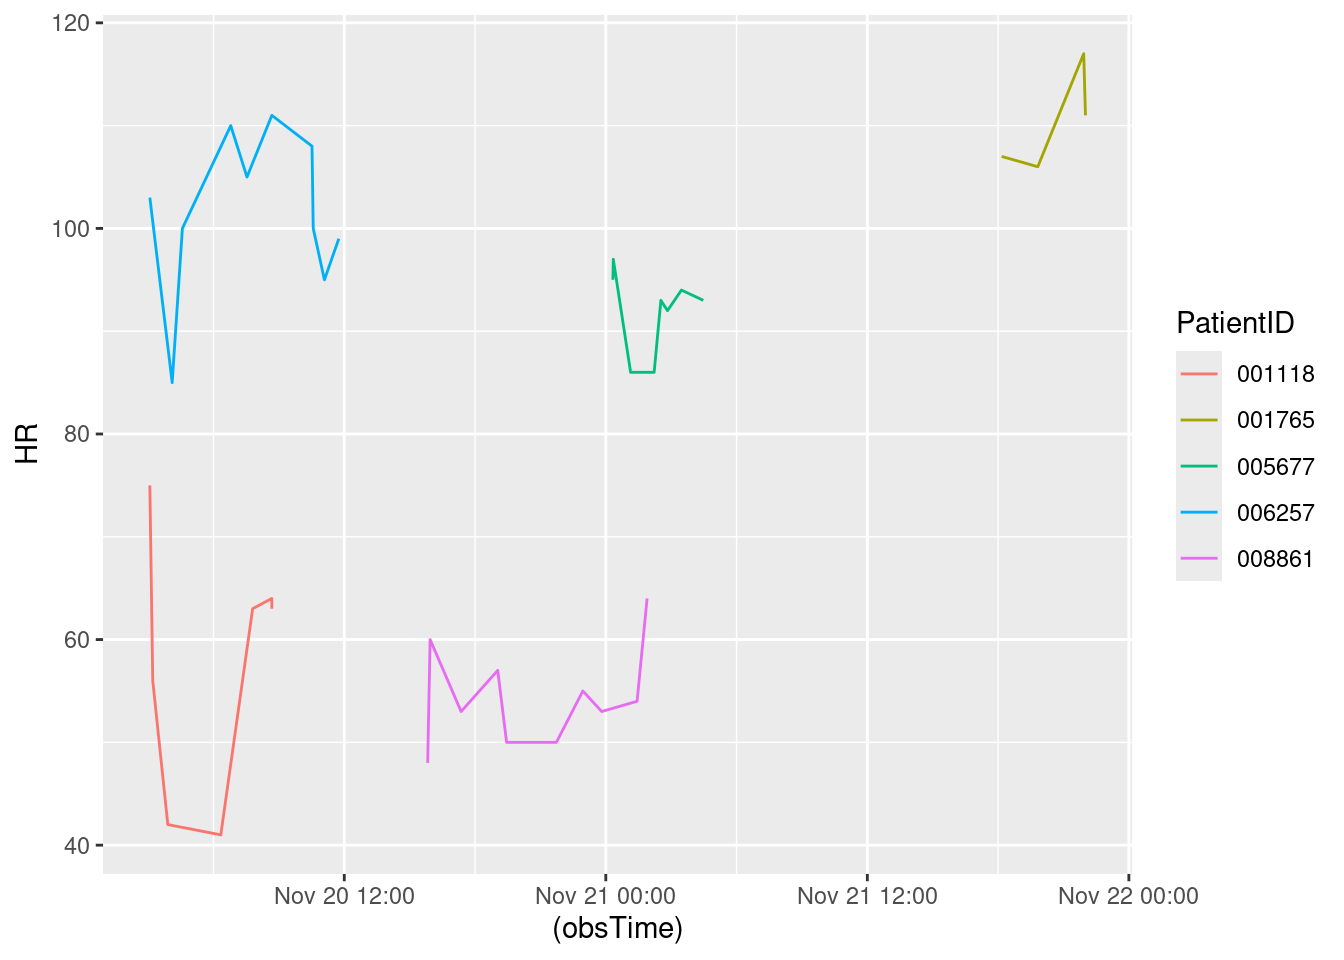 120
100
80
60
40
HR
Nov 20 12:00
Nov 21 00:00
Nov 21 12:00
Nov 22 00:00
(obsTime)
PatientID
001118
001765
005677
006257
008861